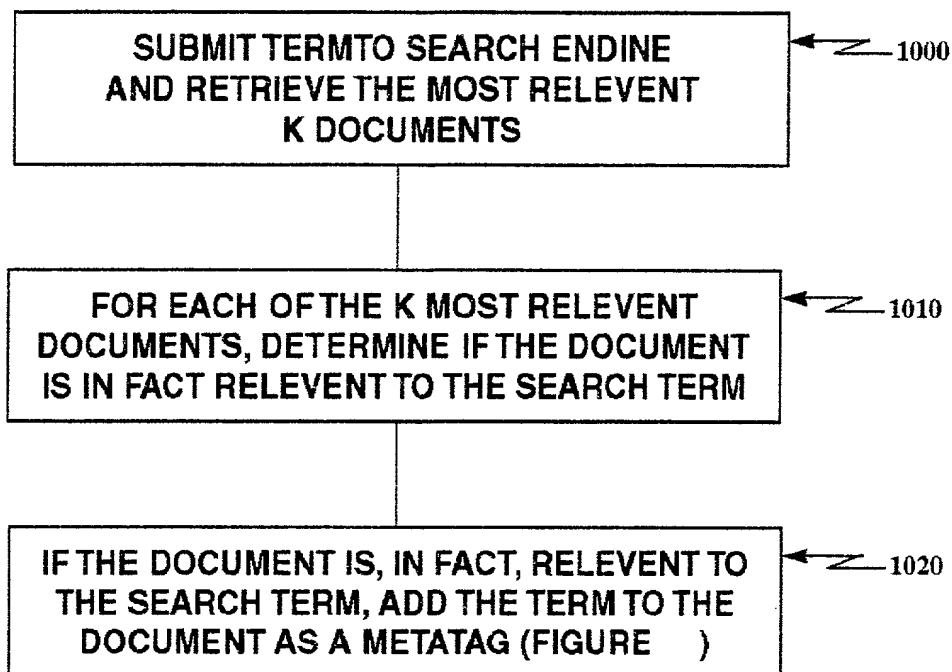 SUBMIT TERMTO SEARCH ENDINE
AND RETRIEVE THE MOST RELEVENT
K DOCUMENTS
1000
FOR EACH OF THE K MOST RELEVENT
DOCUMENTS, DETERMINE IF THE DOCUMENT
IS IN FACT RELEVENT TO THE SEARCH TERM
1010
IF THE DOCUMENT IS, IN FACT, RELEVENT TO
THE SEARCH TERM, ADD THE TERM TO THE
DOCUMENT AS A METATAG (FIGURE )
1020